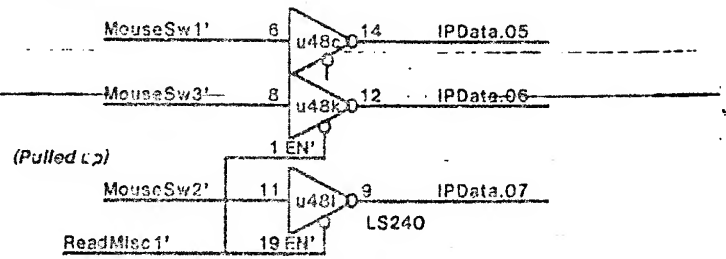 MouseSw1' 6 u48c 14 IPData.05
MouseSw3' 8 u48k 12 IPData.06
1 EN'
(Pulled up)
MouseSw2' 11 u48l 9 IPData.07
LS240
ReadMisc1' 19 EN'